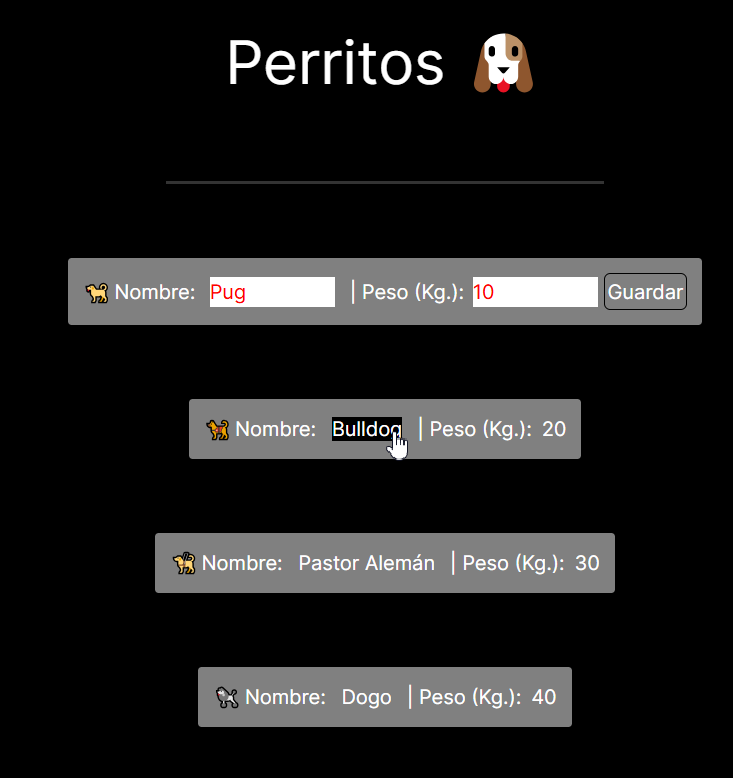 Perritos
Nombre: Pug | Peso (Kg.): 10 Guardar
Nombre: Bulldog | Peso (Kg.): 20
Nombre: Pastor Alemán | Peso (Kg.): 30
Nombre: Dogo | Peso (Kg.): 40